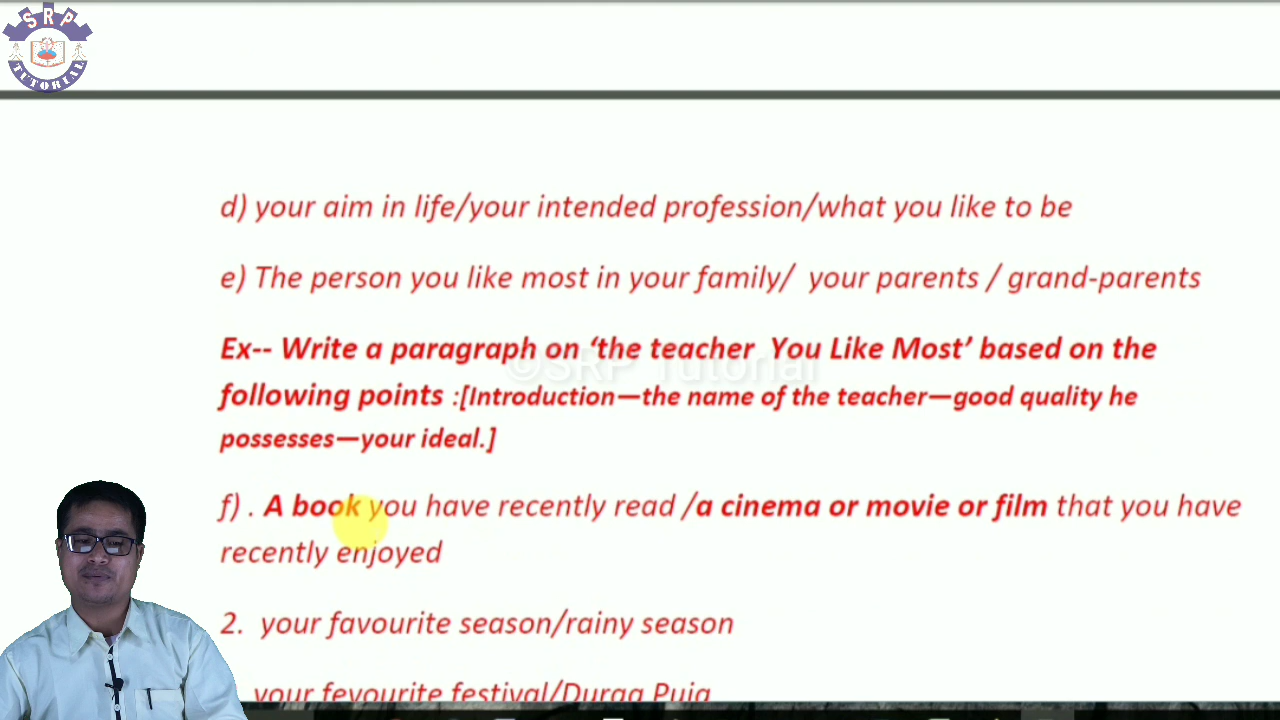 SRP
TUTORIAL
d) your aim in life/your intended profession/what you like to be
e) The person you like most in your family/ your parents / grand-parents
Ex-- Write a paragraph on ‘the teacher You Like Most’ based on the
following points :[Introduction—the name of the teacher—good quality he
possesses—your ideal.]
©SRP Tutorial
f) . A book you have recently read /a cinema or movie or film that you have
recently enjoyed
2. your favourite season/rainy season
your fevourite festival/Durga Puja